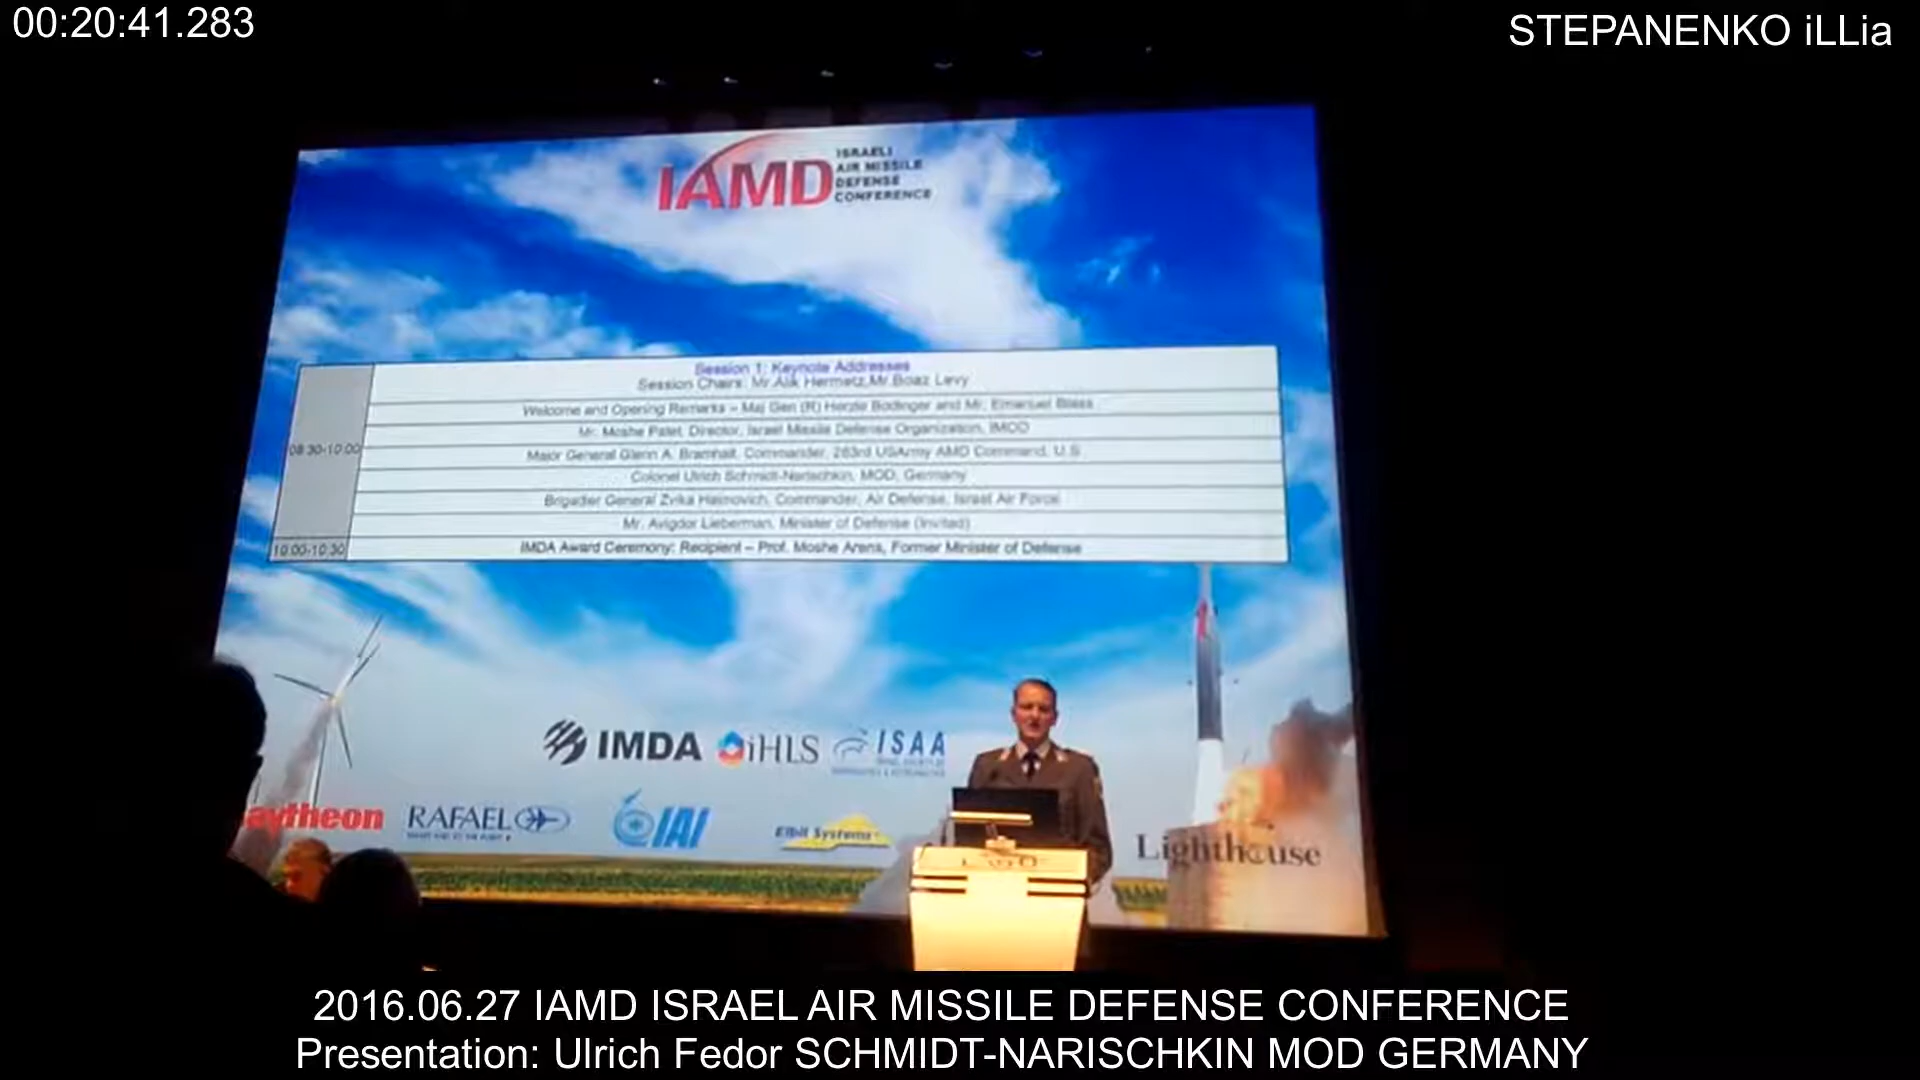 00:20:41.283
STEPANENKO iLLia
IAMD
ISRAELI
AIR MISSILE
DEFENSE
CONFERENCE
Session 1: Keynote Addresses
Session Chairs: Mr.Alik Hermetz,Mr.Boaz Levy
08:30-10:00
Welcome and Opening Remarks – Maj Gen (R) Herzle Bodinger and Mr. Emanuel Blass
Mr. Moshe Patel, Director, Israel Missile Defense Organization, IMOD
Major General Glenn A. Bramhall, Commander, 263rd USArmy AMD Command, U.S
Colonel Ulrich Schmidt-Narischkin, MOD, Germany
Brigadier General Zvika Haimovich, Commander, Air Defense, Israel Air Force
Mr. Avigdor Lieberman, Minister of Defense (Invited)
10:00-10:30
IMDA Award Ceremony: Recipient – Prof. Moshe Arens, Former Minister of Defense
IMDA
iHLS
ISAA
aytheon
RAFAEL
IAI
Elbit Systems
Lighthouse
2016.06.27 IAMD ISRAEL AIR MISSILE DEFENSE CONFERENCE
Presentation: Ulrich Fedor SCHMIDT-NARISCHKIN MOD GERMANY